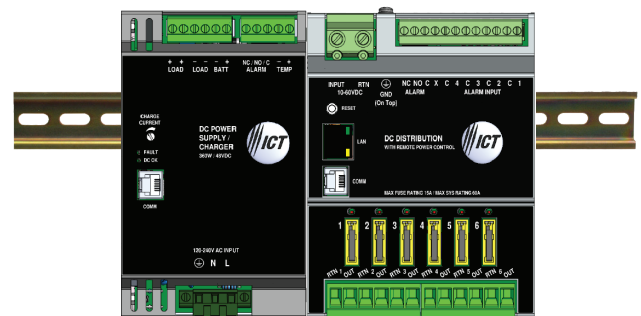 + + - - - + NC / NO / C - +
LOAD LOAD BATT ALARM TEMP
CHARGE
CURRENT
FAULT
DC OK
COMM
DC POWER
SUPPLY /
CHARGER
360W / 48VDC
ICT
120-240V AC INPUT
N L
INPUT RTN
10-60VDC
GND
(On Top)
NC NO C X C 4 C 3 C 2 C 1
ALARM ALARM INPUT
RESET
LAN
COMM
DC DISTRIBUTION
WITH REMOTE POWER CONTROL
ICT
MAX FUSE RATING 15A / MAX SYS RATING 60A
1 2 3 4 5 6
RTN 1 OUT RTN 2 OUT RTN 3 OUT RTN 4 OUT RTN 5 OUT RTN 6 OUT